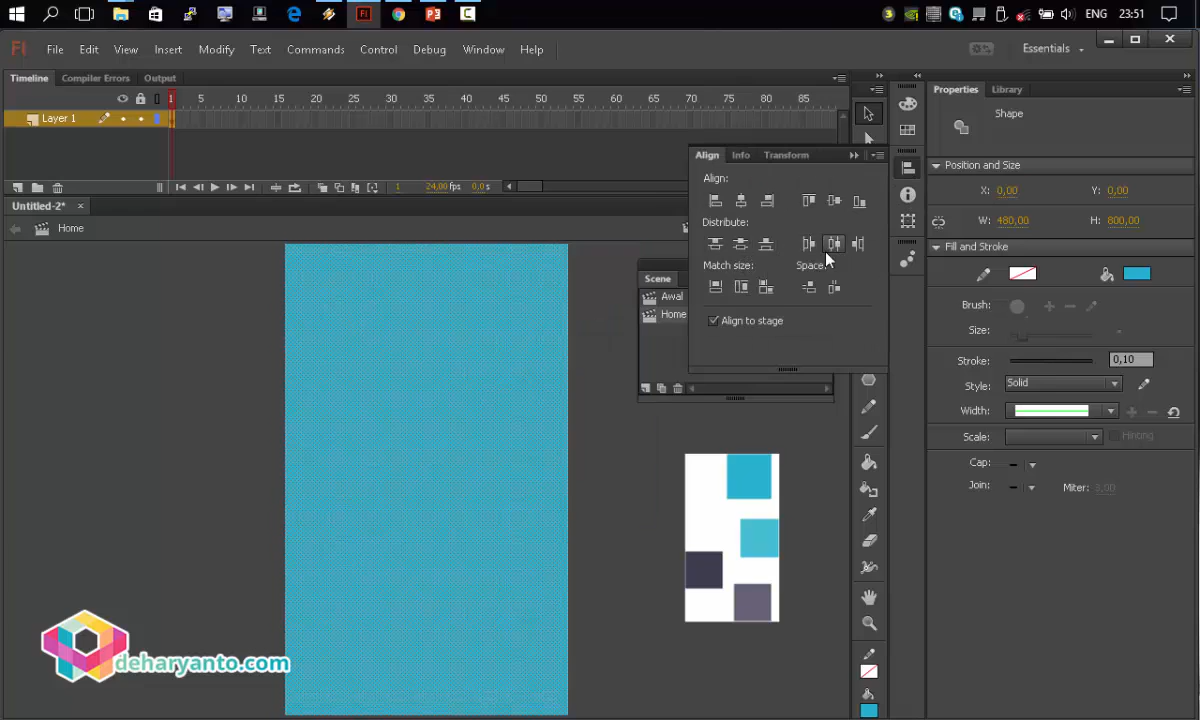 ENG 23:51
Fl File Edit View Insert Modify Text Commands Control Debug Window Help Essentials
Timeline Compiler Errors Output
Properties Library
1 5 10 15 20 25 30 35 40 45 50 55 60 65 70 75 80 85
Layer 1
Shape
Align Info Transform
Position and Size
Align:
X: 0,00 Y: 0,00
1 24,00 fps 0,0 s
Untitled-2* ×
W: 480,00 H: 800,00
Distribute:
Home
Fill and Stroke
Match size: Space:
Scene
Awal
Home
Brush:
Align to stage
Size:
Stroke: 0,10
Style: Solid
Width:
Scale: Hinting
Cap:
Join: Miter: 3,00
deharyanto.com